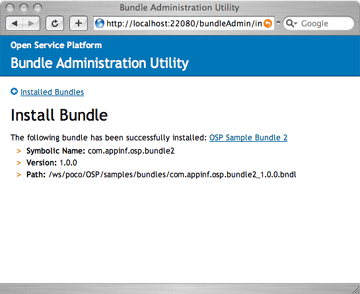 Bundle Administration Utility
http://localhost:22080/bundleAdmin/in
Google
Open Service Platform
Bundle Administration Utility
Installed Bundles
Install Bundle
The following bundle has been successfully installed: OSP Sample Bundle 2
> Symbolic Name: com.appinf.osp.bundle2
> Version: 1.0.0
> Path: /ws/poco/OSP/samples/bundles/com.appinf.osp.bundle2_1.0.0.bndl